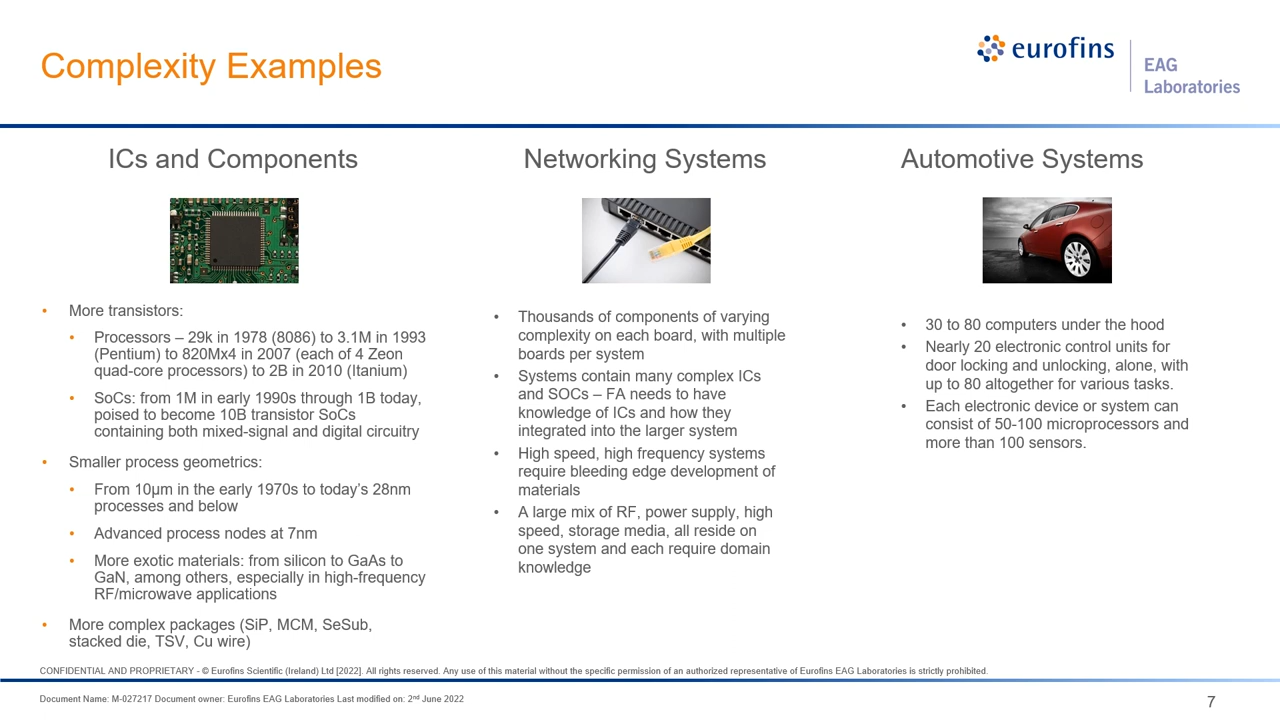 Complexity Examples
eurofins
EAG
Laboratories
ICs and Components
• More transistors:
• Processors – 29k in 1978 (8086) to 3.1M in 1993
(Pentium) to 820Mx4 in 2007 (each of 4 Zeon
quad-core processors) to 2B in 2010 (Itanium)
• SoCs: from 1M in early 1990s through 1B today,
poised to become 10B transistor SoCs
containing both mixed-signal and digital circuitry
• Smaller process geometrics:
• From 10µm in the early 1970s to today’s 28nm
processes and below
• Advanced process nodes at 7nm
• More exotic materials: from silicon to GaAs to
GaN, among others, especially in high-frequency
RF/microwave applications
• More complex packages (SiP, MCM, SeSub,
stacked die, TSV, Cu wire)
Networking Systems
• Thousands of components of varying
complexity on each board, with multiple
boards per system
• Systems contain many complex ICs
and SOCs – FA needs to have
knowledge of ICs and how they
integrated into the larger system
• High speed, high frequency systems
require bleeding edge development of
materials
• A large mix of RF, power supply, high
speed, storage media, all reside on
one system and each require domain
knowledge
Automotive Systems
• 30 to 80 computers under the hood
• Nearly 20 electronic control units for
door locking and unlocking, alone, with
up to 80 altogether for various tasks.
• Each electronic device or system can
consist of 50-100 microprocessors and
more than 100 sensors.
CONFIDENTIAL AND PROPRIETARY - © Eurofins Scientific (Ireland) Ltd [2022]. All rights reserved. Any use of this material without the specific permission of an authorized representative of Eurofins EAG Laboratories is strictly prohibited.
Document Name: M-027217 Document owner: Eurofins EAG Laboratories Last modified on: 2nd June 2022
7